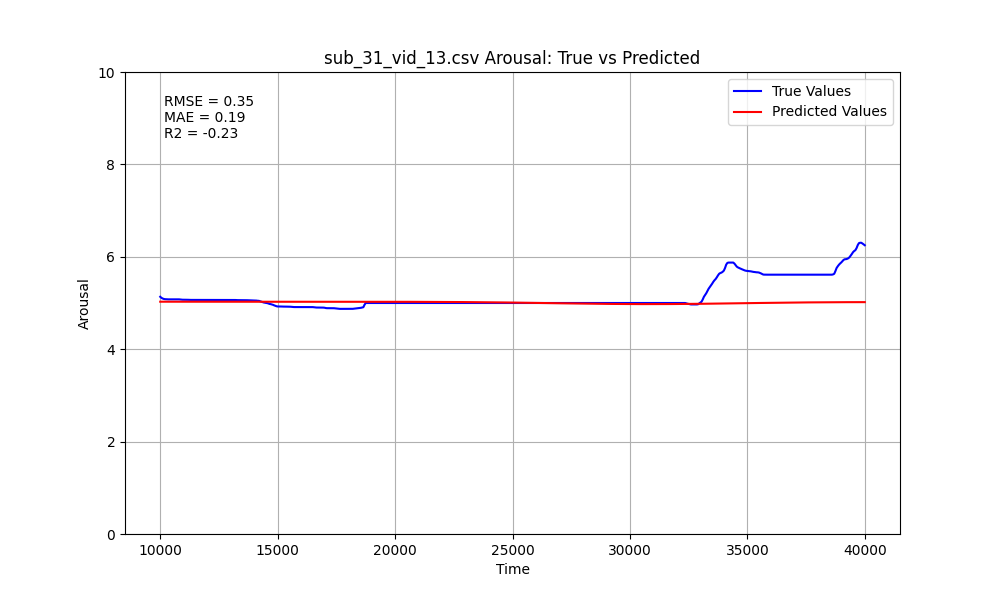 sub_31_vid_13.csv Arousal: True vs Predicted
RMSE = 0.35
MAE = 0.19
R2 = -0.23
True Values
Predicted Values
10
8
6
4
2
0
Arousal
10000 15000 20000 25000 30000 35000 40000
Time